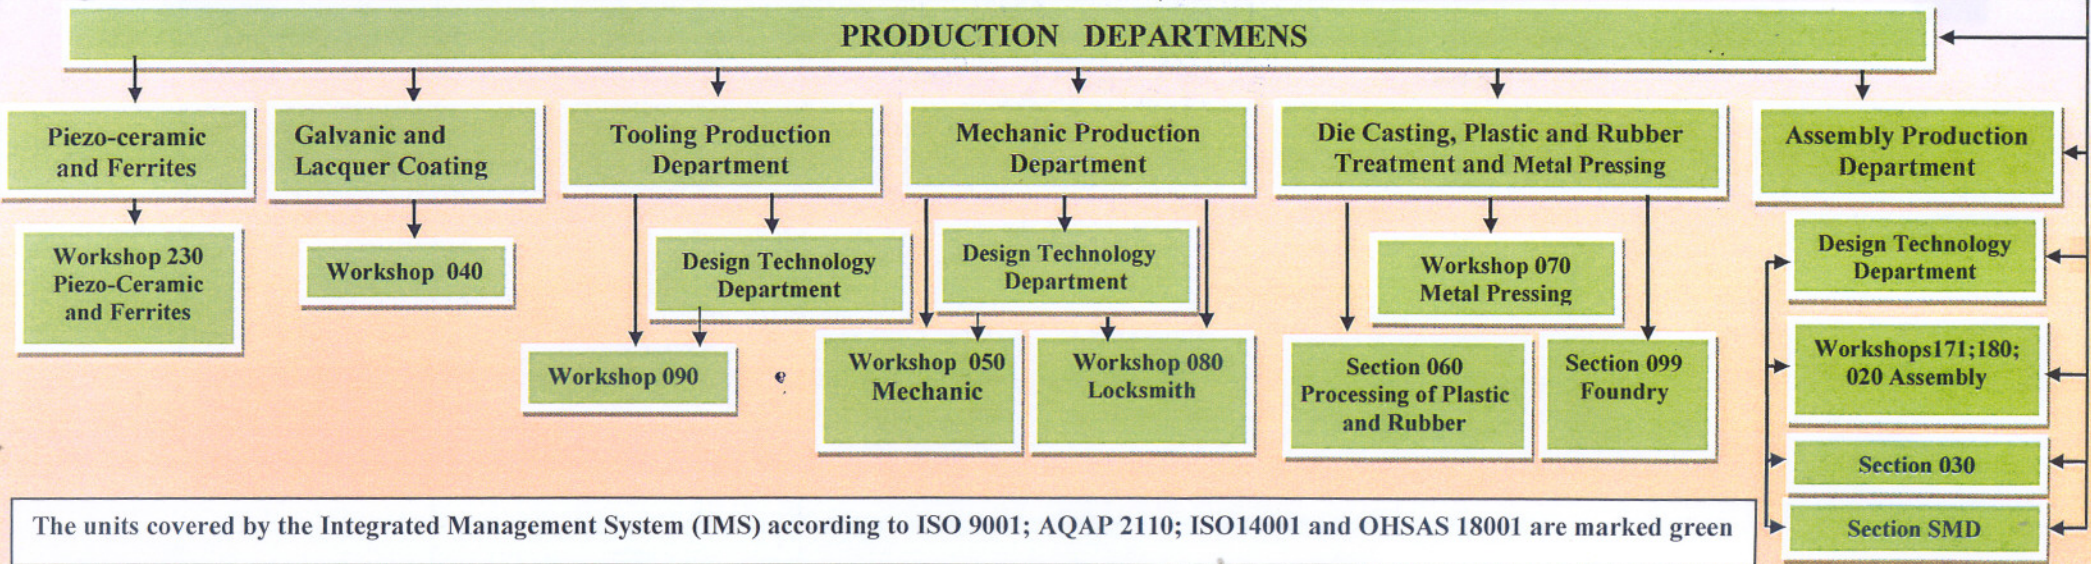 PRODUCTION DEPARTMENS
Piezo-ceramic
and Ferrites
Galvanic and
Lacquer Coating
Tooling Production
Department
Mechanic Production
Department
Die Casting, Plastic and Rubber
Treatment and Metal Pressing
Assembly Production
Department
Workshop 230
Piezo-Ceramic
and Ferrites
Workshop 040
Design Technology
Department
Design Technology
Department
Workshop 070
Metal Pressing
Design Technology
Department
Workshop 090
Workshop 050
Mechanic
Workshop 080
Locksmith
Section 060
Processing of Plastic
and Rubber
Section 099
Foundry
Workshops171;180;
020 Assembly
Section 030
Section SMD
The units covered by the Integrated Management System (IMS) according to ISO 9001; AQAP 2110; ISO14001 and OHSAS 18001 are marked green